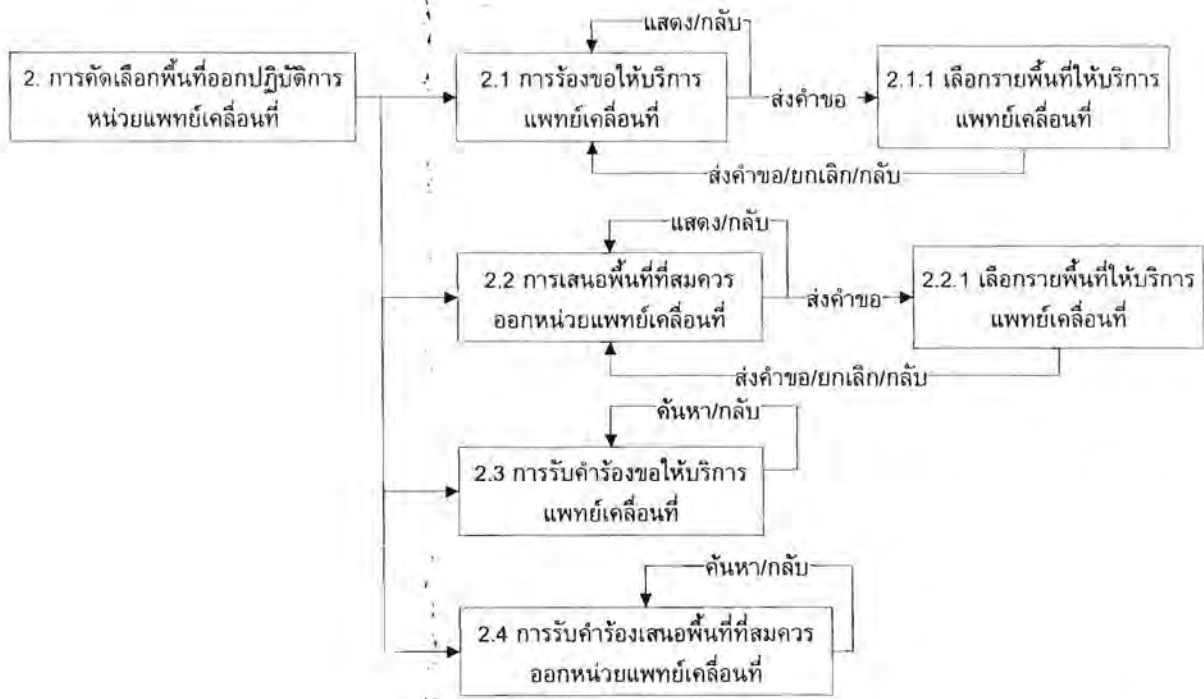 2. การคัดเลือกพื้นที่ออกปฏิบัติการ
หน่วยแพทย์เคลื่อนที่
แสดง/กลับ
2.1 การร้องขอให้บริการ
แพทย์เคลื่อนที่
ส่งคำขอ
2.1.1 เลือกรายพื้นที่ให้บริการ
แพทย์เคลื่อนที่
ส่งคำขอ/ยกเลิก/กลับ
แสดง/กลับ
2.2 การเสนอพื้นที่ที่สมควร
ออกหน่วยแพทย์เคลื่อนที่
ส่งคำขอ
2.2.1 เลือกรายพื้นที่ให้บริการ
แพทย์เคลื่อนที่
ส่งคำขอ/ยกเลิก/กลับ
ค้นหา/กลับ
2.3 การรับคำร้องขอให้บริการ
แพทย์เคลื่อนที่
ค้นหา/กลับ
2.4 การรับคำร้องเสนอพื้นที่ที่สมควร
ออกหน่วยแพทย์เคลื่อนที่